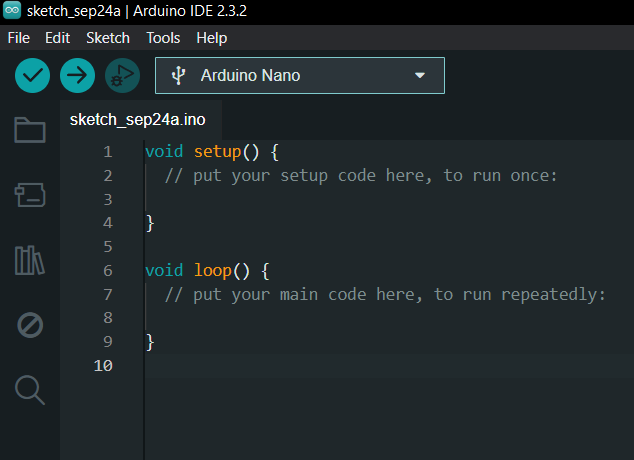 sketch_sep24a | Arduino IDE 2.3.2
File Edit Sketch Tools Help
Arduino Nano
sketch_sep24a.ino
1 void setup() {
2 // put your setup code here, to run once:
3
4 }
5
6 void loop() {
7 // put your main code here, to run repeatedly:
8
9 }
10